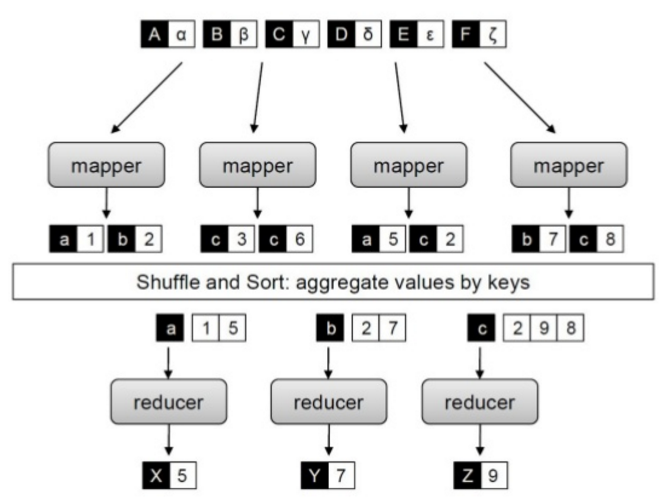 A α B β C γ D δ E ε F ζ
mapper mapper mapper mapper
a 1 b 2 c 3 c 6 a 5 c 2 b 7 c 8
Shuffle and Sort: aggregate values by keys
a 1 5 b 2 7 c 2 9 8
reducer reducer reducer
X 5 Y 7 Z 9